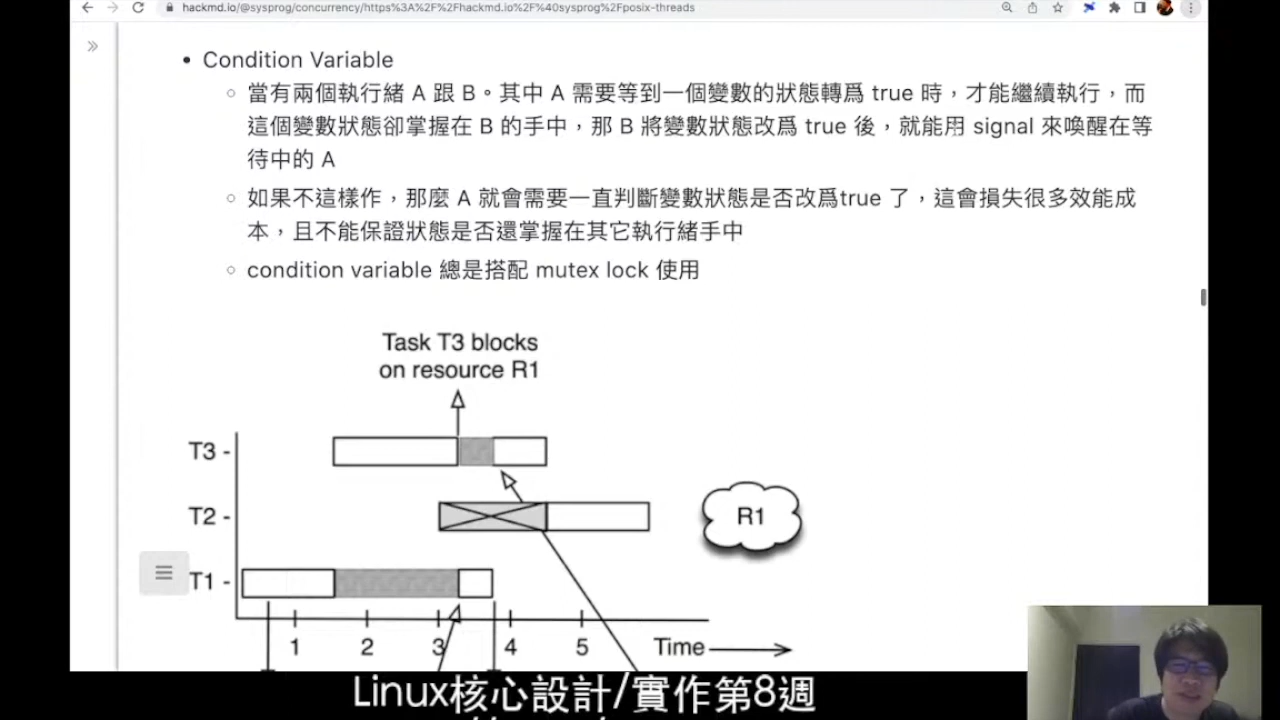 hackmd.io/@sysprog/concurrency/https%3A%2F%2Fhackmd.io%2F%40sysprog%2Fposix-threads
Condition Variable
當有兩個執行緒 A 跟 B。其中 A 需要等到一個變數的狀態轉爲 true 時，才能繼續執行，而
這個變數狀態卻掌握在 B 的手中，那 B 將變數狀態改爲 true 後，就能用 signal 來喚醒在等
待中的 A
如果不這樣作，那麼 A 就會需要一直判斷變數狀態是否改爲true 了，這會損失很多效能成
本，且不能保證狀態是否還掌握在其它執行緒手中
condition variable 總是搭配 mutex lock 使用
Task T3 blocks
on resource R1
T3 -
T2 -
R1
T1 -
1 2 3 4 5 Time
Linux核心設計/實作第8週